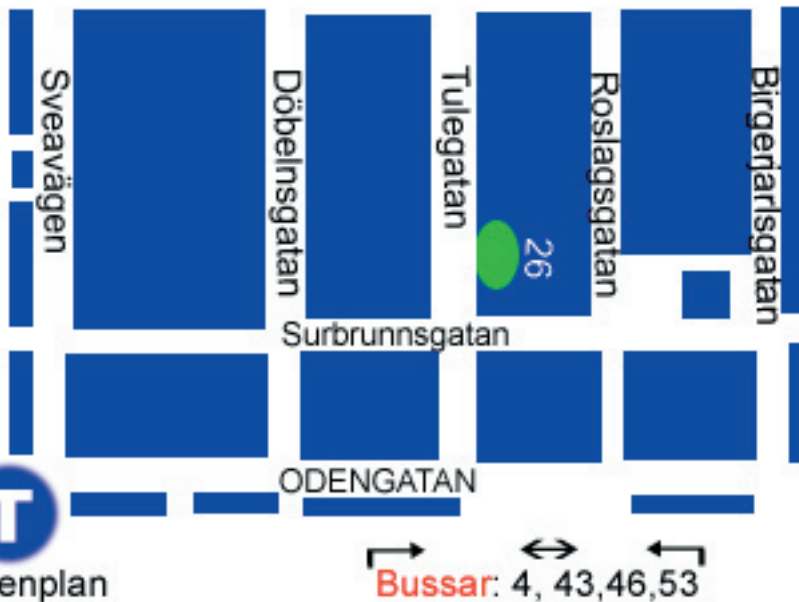 Sveavägen
Döbelnsgatan
Tulegatan
Roslagsgatan
Birgerjarlsgatan
26
Surbrunnsgatan
ODENGATAN
T
enplan
Bussar: 4, 43,46,53